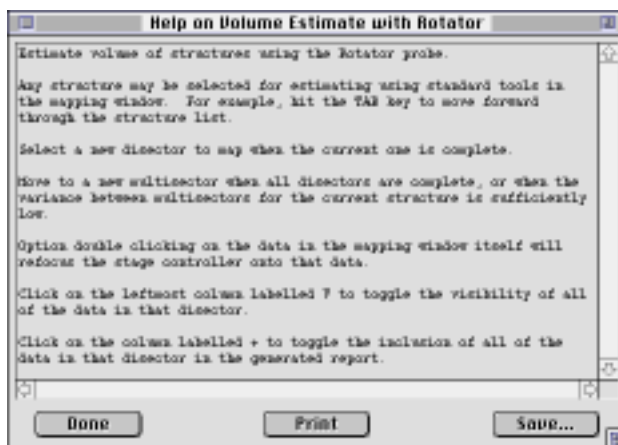 Help on Volume Estimate with Rotator
Estimate volume of structures using the Rotator probe.
Any structure may be selected for estimating using standard tools in
the mapping window. For example, hit the TAB key to move forward
through the structure list.
Select a new disector to map when the current one is complete.
Move to a new multisector when all disectors are complete, or when the
variance between multisectors for the current structure is sufficiently
low.
Option double clicking on the data in the mapping window itself will
refocus the stage controller onto that data.
Click on the leftmost column labelled V to toggle the visibility of all
of the data in that disector.
Click on the column labelled + to toggle the inclusion of all of the
data in that disector in the generated report.
Done
Print
Save...